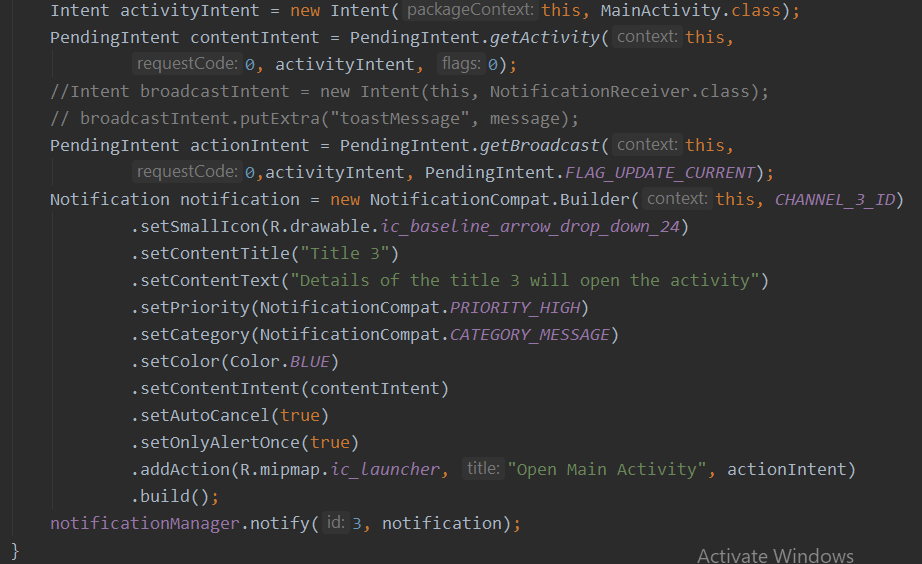 Intent activityIntent = new Intent( packageContext: this, MainActivity.class);
PendingIntent contentIntent = PendingIntent.getActivity( context: this,
requestCode: 0, activityIntent, flags: 0);
//Intent broadcastIntent = new Intent(this, NotificationReceiver.class);
// broadcastIntent.putExtra("toastMessage", message);
PendingIntent actionIntent = PendingIntent.getBroadcast( context: this,
requestCode: 0,activityIntent, PendingIntent.FLAG_UPDATE_CURRENT);
Notification notification = new NotificationCompat.Builder( context: this, CHANNEL_3_ID)
.setSmallIcon(R.drawable.ic_baseline_arrow_drop_down_24)
.setContentTitle("Title 3")
.setContentText("Details of the title 3 will open the activity")
.setPriority(NotificationCompat.PRIORITY_HIGH)
.setCategory(NotificationCompat.CATEGORY_MESSAGE)
.setColor(Color.BLUE)
.setContentIntent(contentIntent)
.setAutoCancel(true)
.setOnlyAlertOnce(true)
.addAction(R.mipmap.ic_launcher, title: "Open Main Activity", actionIntent)
.build();
notificationManager.notify( id: 3, notification);
}
Activate Windows